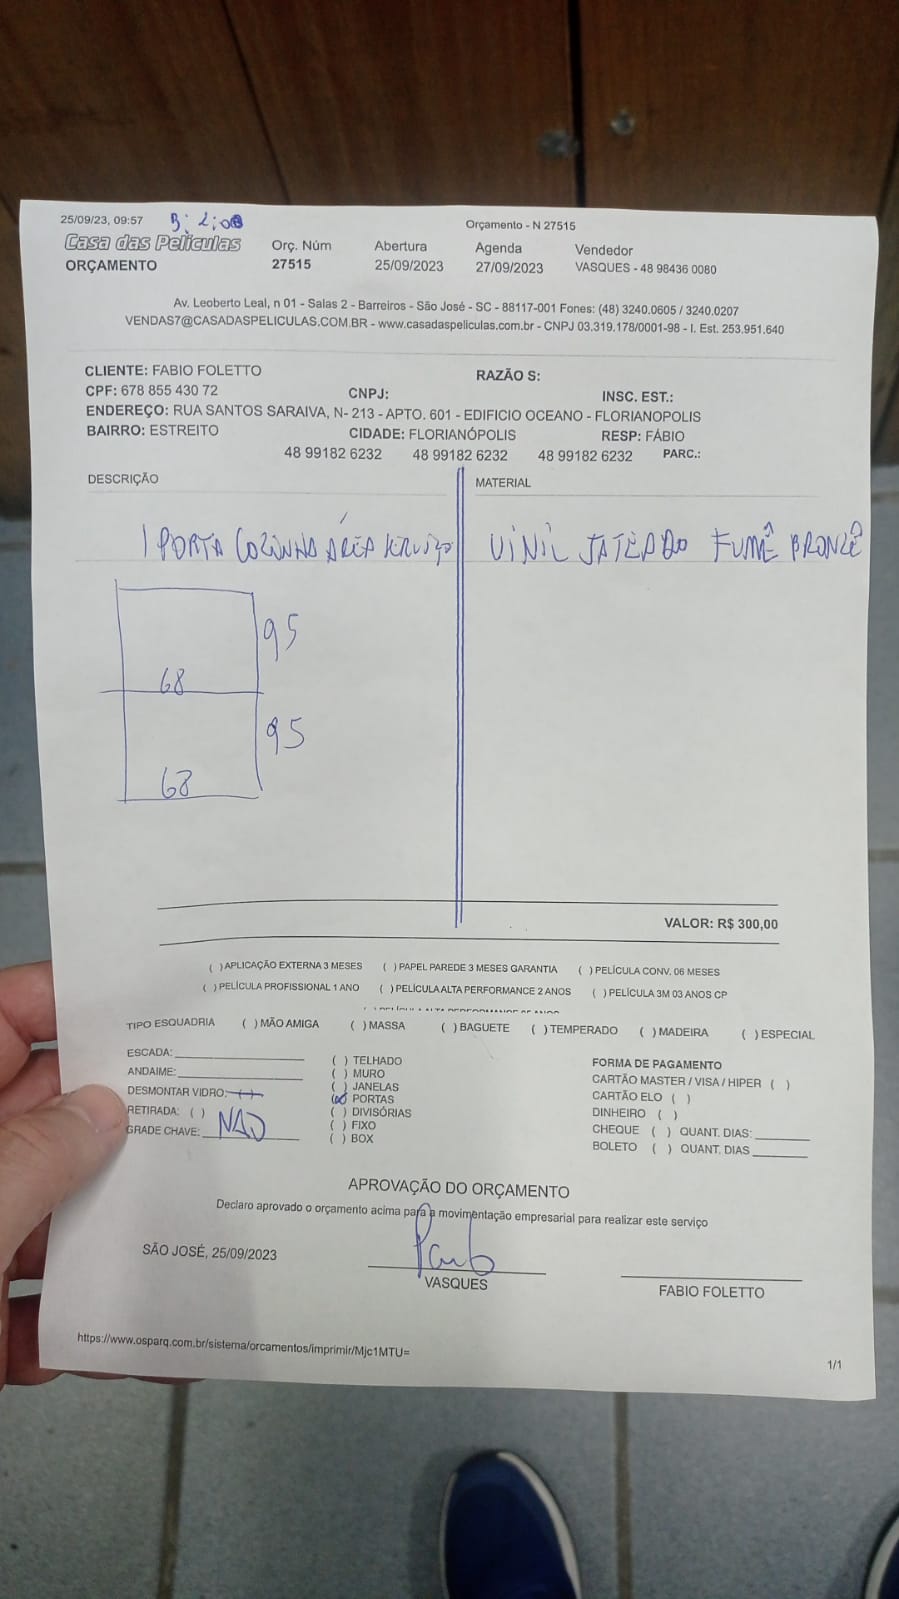 25/09/23, 09:57
Orçamento - N 27515
Casa das Películas Orç. Núm Abertura Agenda Vendedor
ORÇAMENTO 27515 25/09/2023 27/09/2023 VASQUES - 48 98436 0080
Av. Leoberto Leal, n 01 - Salas 2 - Barreiros - São José - SC - 88117-001 Fones: (48) 3240.0605 / 3240.0207
VENDAS7@CASADASPELICULAS.COM.BR - www.casadaspeliculas.com.br - CNPJ 03.319.178/0001-98 - I. Est. 253.951.640
CLIENTE: FABIO FOLETTO RAZÃO S:
CPF: 678 855 430 72 CNPJ: INSC. EST.:
ENDEREÇO: RUA SANTOS SARAIVA, N- 213 - APTO. 601 - EDIFICIO OCEANO - FLORIANOPOLIS
BAIRRO: ESTREITO CIDADE: FLORIANÓPOLIS RESP: FÁBIO
48 99182 6232 48 99182 6232 48 99182 6232 PARC.:
DESCRIÇÃO MATERIAL
1 PORTA COZINHA ÁREA SERVIÇO VINIL JATEADO FUMÊ BRONZÊ
95
68
95
68
VALOR: R$ 300,00
( ) APLICAÇÃO EXTERNA 3 MESES ( ) PAPEL PAREDE 3 MESES GARANTIA ( ) PELÍCULA CONV. 06 MESES
( ) PELÍCULA PROFISSIONAL 1 ANO ( ) PELÍCULA ALTA PERFORMANCE 2 ANOS ( ) PELÍCULA 3M 03 ANOS CP
TIPO ESQUADRIA ( ) MÃO AMIGA ( ) MASSA ( ) BAGUETE ( ) TEMPERADO ( ) MADEIRA ( ) ESPECIAL
ESCADA: ( ) TELHADO FORMA DE PAGAMENTO
ANDAIME: ( ) MURO CARTÃO MASTER / VISA / HIPER ( )
DESMONTAR VIDRO: ( ) ( ) JANELAS CARTÃO ELO ( )
RETIRADA: ( ) ( ) PORTAS DINHEIRO ( )
GRADE CHAVE: NÃO ( ) DIVISÓRIAS CHEQUE ( ) QUANT. DIAS:
( ) FIXO BOLETO ( ) QUANT. DIAS
( ) BOX
APROVAÇÃO DO ORÇAMENTO
Declaro aprovado o orçamento acima para a movimentação empresarial para realizar este serviço
SÃO JOSÉ, 25/09/2023
VASQUES FABIO FOLETTO
https://www.osparq.com.br/sistema/orcamentos/imprimir/Mjc1MTU=
1/1